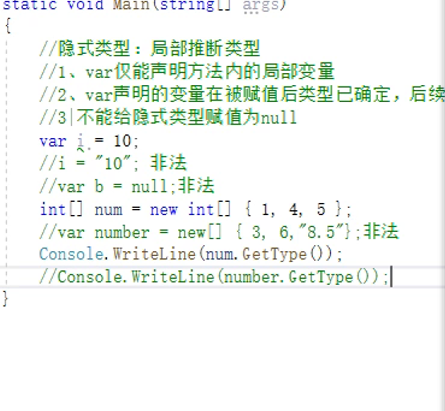 static void Main(string[] args)
{
//隐式类型：局部推断类型
//1、var仅能声明方法内的局部变量
//2、var声明的变量在被赋值后类型已确定，后续
//3|不能给隐式类型赋值为null
var i = 10;
//i = "10"; 非法
//var b = null;非法
int[] num = new int[] { 1, 4, 5 };
//var number = new[] { 3, 6,"8.5"};非法
Console.WriteLine(num.GetType());
//Console.WriteLine(number.GetType());
}